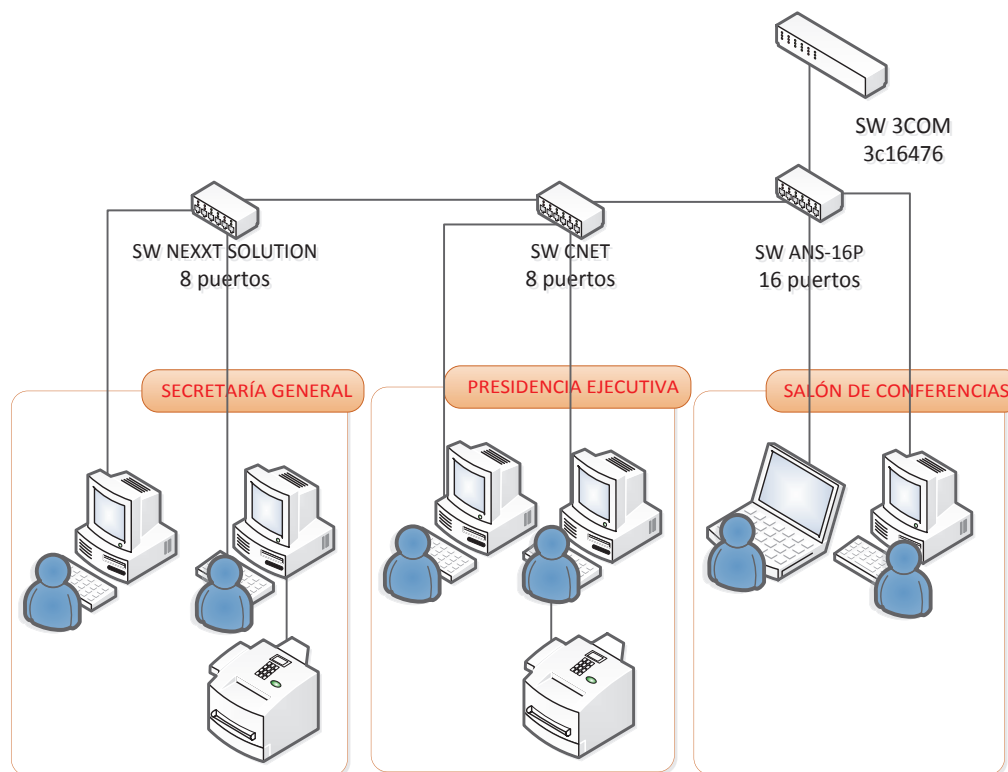 SW 3COM
3c16476
SW NEXXT SOLUTION
8 puertos
SW CNET
8 puertos
SW ANS-16P
16 puertos
SECRETARÍA GENERAL
PRESIDENCIA EJECUTIVA
SALÓN DE CONFERENCIAS